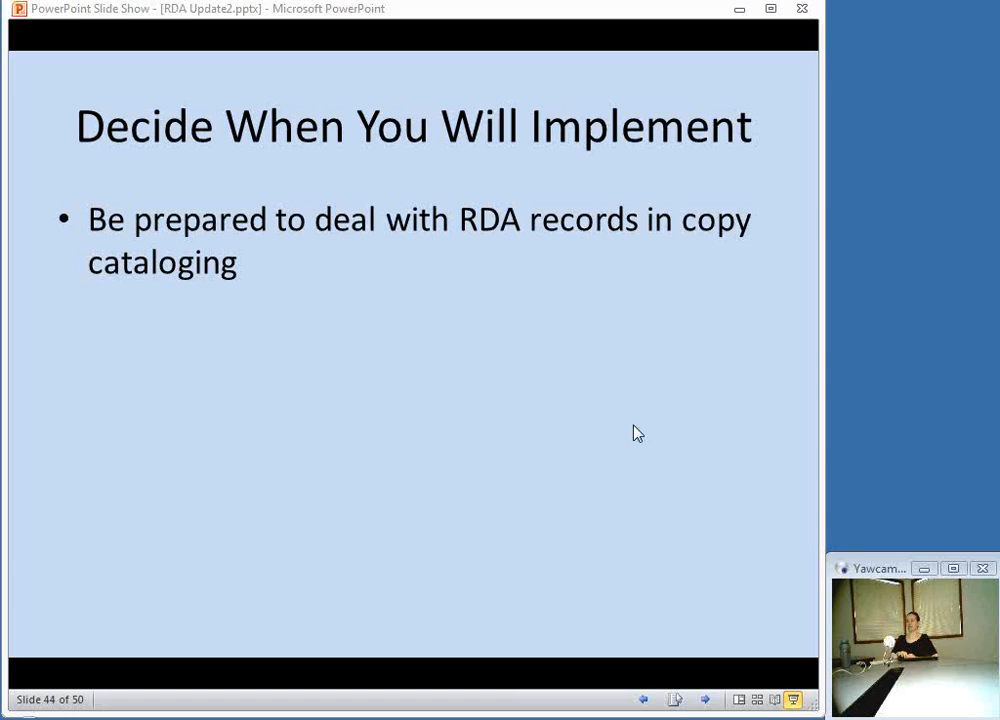 PowerPoint Slide Show - [RDA Update2.pptx] - Microsoft PowerPoint
Decide When You Will Implement
• Be prepared to deal with RDA records in copy
cataloging
Slide 44 of 50
Yawcam...